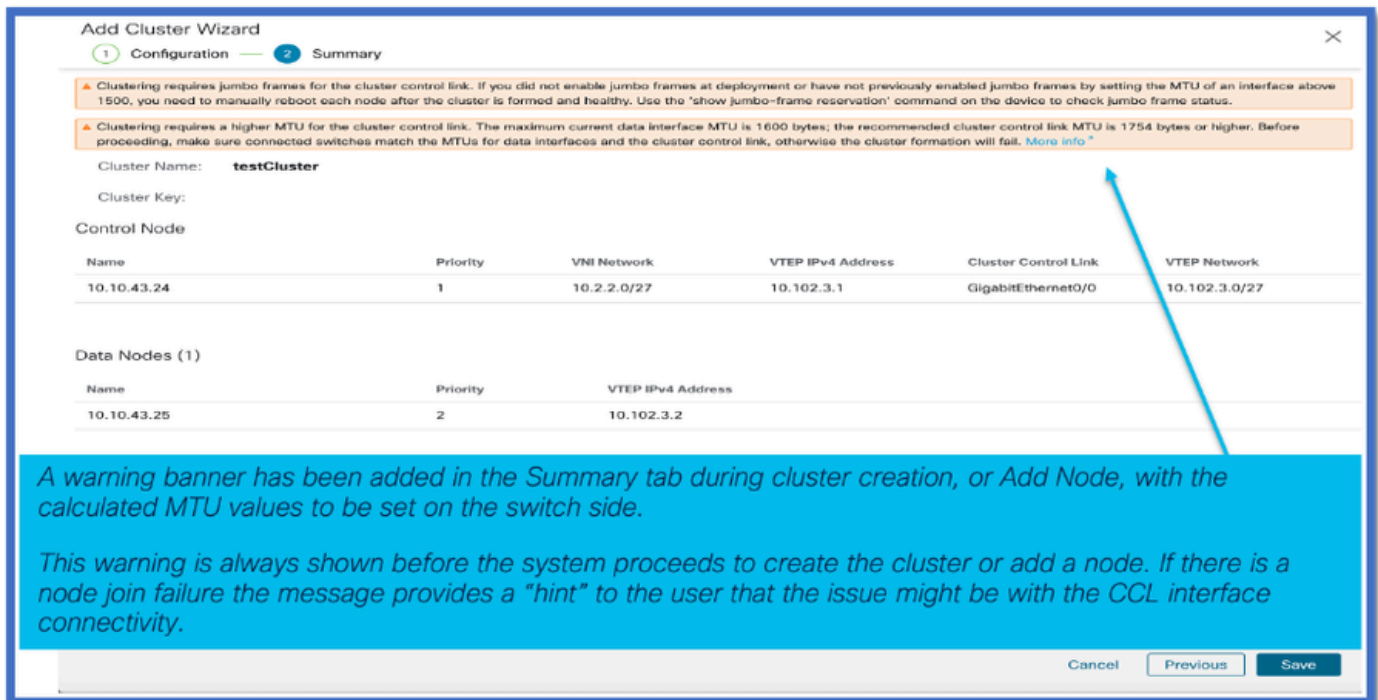 Add Cluster Wizard
1 Configuration — 2 Summary
Clustering requires jumbo frames for the cluster control link. If you did not enable jumbo frames at deployment or have not previously enabled jumbo frames by setting the MTU of an interface above
1500, you need to manually reboot each node after the cluster is formed and healthy. Use the 'show jumbo-frame reservation' command on the device to check jumbo frame status.
Clustering requires a higher MTU for the cluster control link. The maximum current data interface MTU is 1600 bytes; the recommended cluster control link MTU is 1754 bytes or higher. Before
proceeding, make sure connected switches match the MTUs for data interfaces and the cluster control link, otherwise the cluster formation will fail. More info
Cluster Name: testCluster
Cluster Key:
Control Node
Name Priority VNI Network VTEP IPv4 Address Cluster Control Link VTEP Network
10.10.43.24 1 10.2.2.0/27 10.102.3.1 GigabitEthernet0/0 10.102.3.0/27
Data Nodes (1)
Name Priority VTEP IPv4 Address
10.10.43.25 2 10.102.3.2
A warning banner has been added in the Summary tab during cluster creation, or Add Node, with the
calculated MTU values to be set on the switch side.
This warning is always shown before the system proceeds to create the cluster or add a node. If there is a
node join failure the message provides a “hint” to the user that the issue might be with the CCL interface
connectivity.
Cancel Previous Save